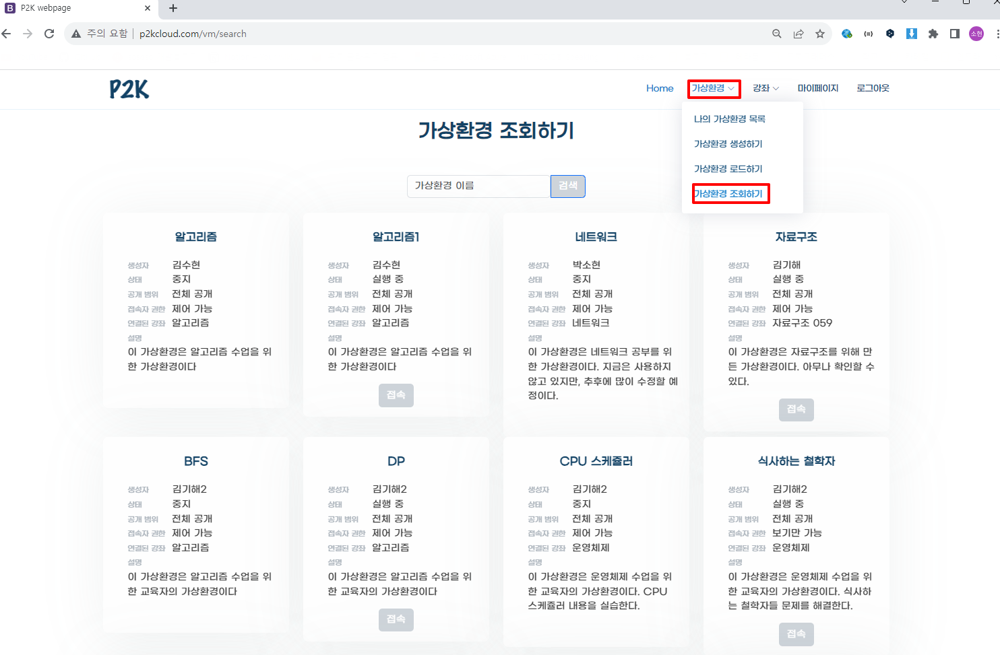 B P2K webpage
주의 요함 p2kcloud.com/vm/search
소현
P2K
Home 가상환경 강좌 마이페이지 로그아웃
나의 가상환경 목록
가상환경 생성하기
가상환경 로드하기
가상환경 조회하기
가상환경 조회하기
가상환경 이름 검색
알고리즘
생성자 김수현
상태 중지
공개 범위 전체 공개
접속자 권한 제어 가능
연결된 강좌 알고리즘
설명
이 가상환경은 알고리즘 수업을 위
한 가상환경이다
알고리즘1
생성자 김수현
상태 실행 중
공개 범위 전체 공개
접속자 권한 제어 가능
연결된 강좌 알고리즘
설명
이 가상환경은 알고리즘 수업을 위
한 가상환경이다
접속
네트워크
생성자 박소현
상태 중지
공개 범위 전체 공개
접속자 권한 제어 가능
연결된 강좌 네트워크
설명
이 가상환경은 네트워크 공부를 위
한 가상환경이다. 지금은 사용하지
않고 있지만, 추후에 많이 수정할 예
정이다.
자료구조
생성자 김기해
상태 실행 중
공개 범위 전체 공개
접속자 권한 제어 가능
연결된 강좌 자료구조 059
설명
이 가상환경은 자료구조를 위해 만
든 가상환경이다. 아무나 확인할 수
있다.
접속
BFS
생성자 김기해2
상태 중지
공개 범위 전체 공개
접속자 권한 제어 가능
연결된 강좌 알고리즘
설명
이 가상환경은 알고리즘 수업을 위
한 교육자의 가상환경이다
DP
생성자 김기해2
상태 실행 중
공개 범위 전체 공개
접속자 권한 제어 가능
연결된 강좌 알고리즘
설명
이 가상환경은 알고리즘 수업을 위
한 교육자의 가상환경이다
접속
CPU 스케쥴러
생성자 김기해2
상태 중지
공개 범위 전체 공개
접속자 권한 제어 가능
연결된 강좌 운영체제
설명
이 가상환경은 운영체제 수업을 위
한 교육자의 가상환경이다. CPU
스케쥴러 내용을 실습한다.
식사하는 철학자
생성자 김기해2
상태 실행 중
공개 범위 전체 공개
접속자 권한 보기만 가능
연결된 강좌 운영체제
설명
이 가상환경은 운영체제 수업을 위
한 교육자의 가상환경이다. 식사하
는 철학자들 문제를 해결한다.
접속